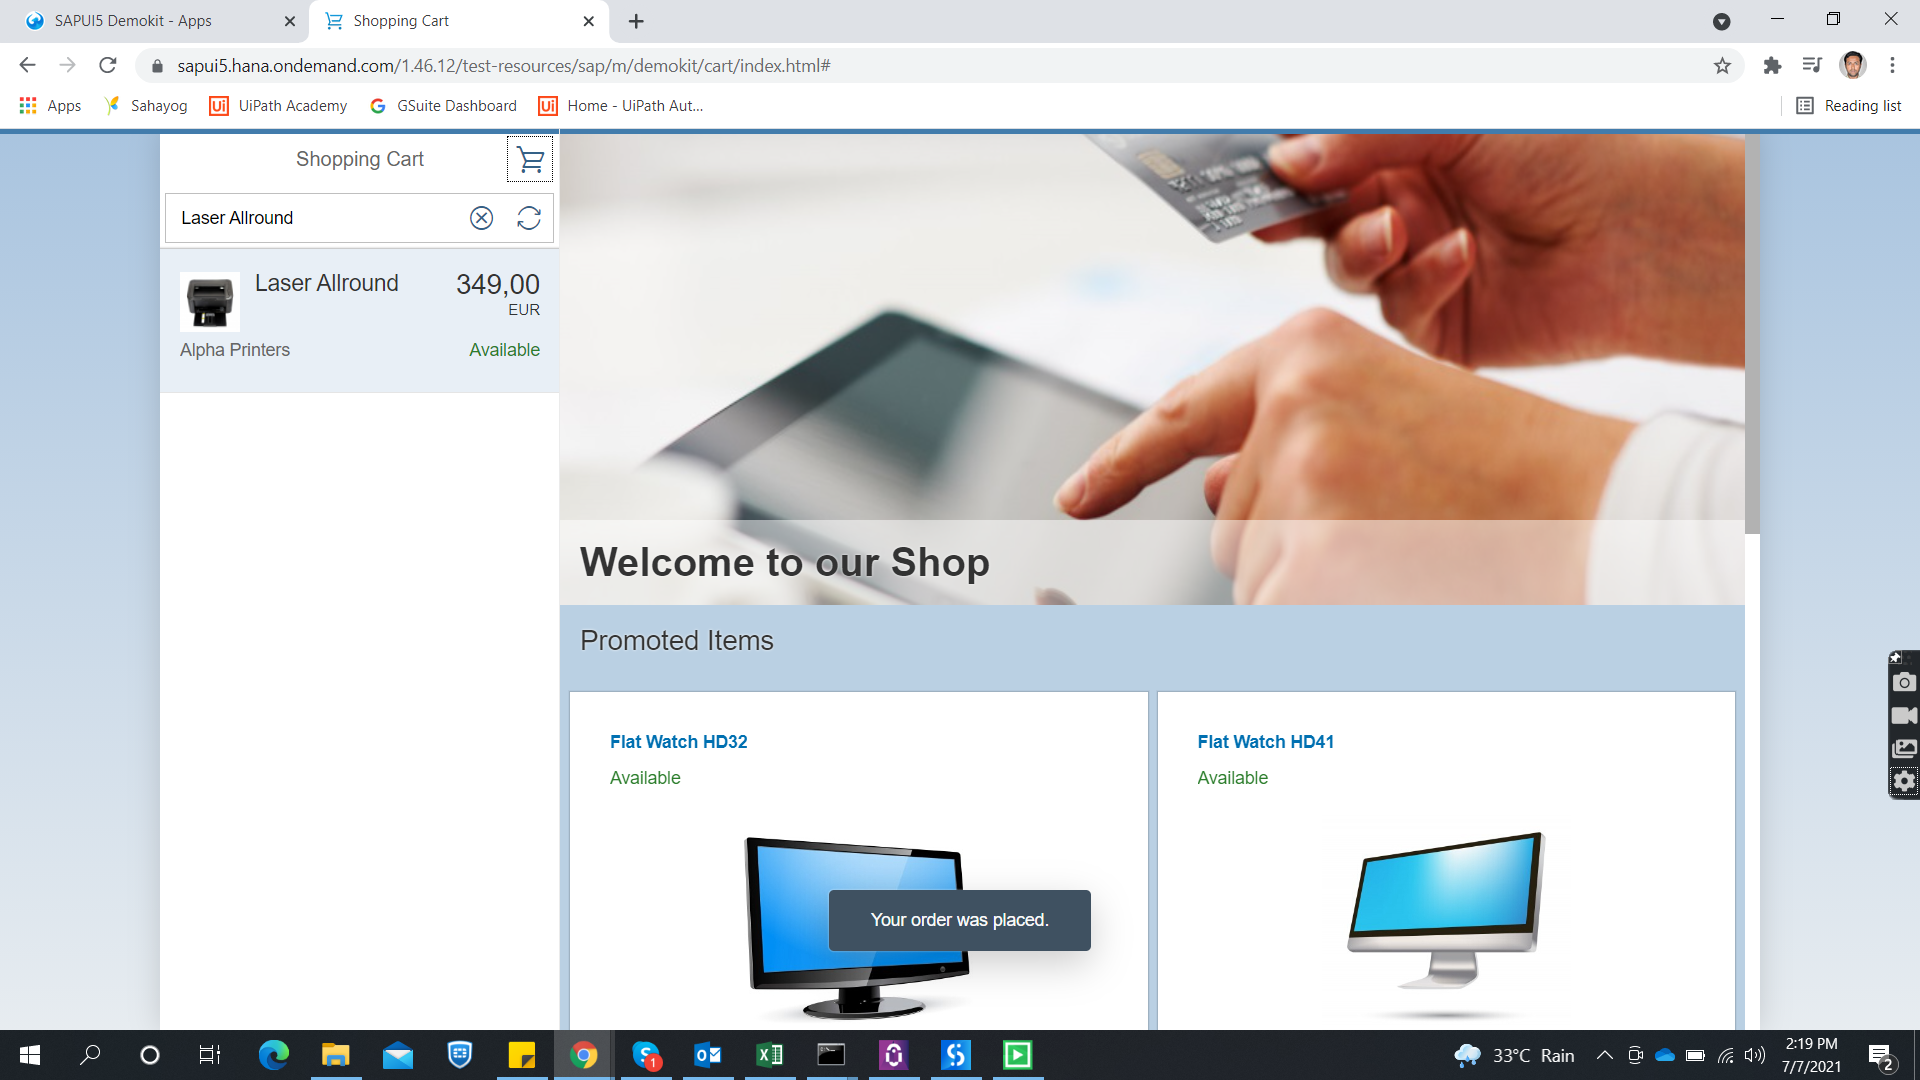 SAPUI5 Demokit - Apps
Shopping Cart
sapui5.hana.ondemand.com/1.46.12/test-resources/sap/m/demokit/cart/index.html#
Apps
Sahayog
UiPath Academy
GSuite Dashboard
Home - UiPath Aut...
Reading list
Shopping Cart
Laser Allround
Laser Allround
349,00
EUR
Alpha Printers
Available
Welcome to our Shop
Promoted Items
Flat Watch HD32
Available
Flat Watch HD41
Available
Your order was placed.
1
33°C Rain
2:19 PM
7/7/2021
2